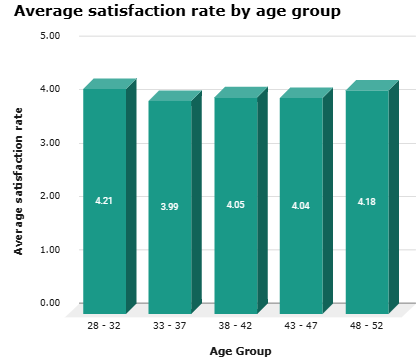 Average satisfaction rate by age group
5.00
4.00
3.00
2.00
1.00
0.00
Average satisfaction rate
4.21
3.99
4.05
4.04
4.18
28 - 32
33 - 37
38 - 42
43 - 47
48 - 52
Age Group